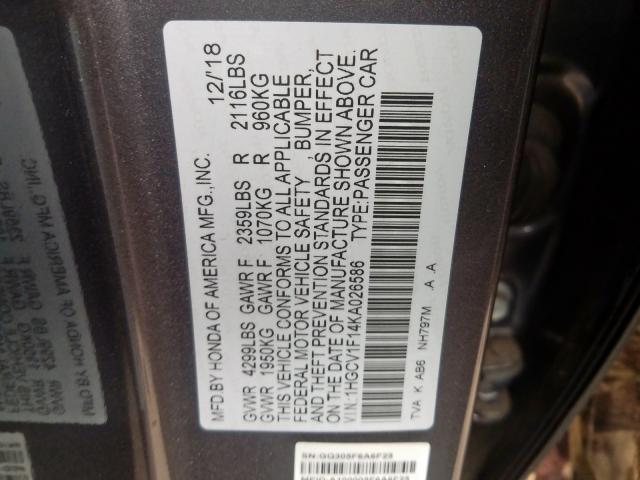 MFD.BY HONDA OF AMERICA MFG.,INC. 12/'18
GVWR 4299LBS GAWR F 2359LBS R 2116LBS
GVWR 1950KG GAWR F 1070KG R 960KG
THIS VEHICLE CONFORMS TO ALL APPLICABLE
FEDERAL MOTOR VEHICLE SAFETY, BUMPER,
AND THEFT PREVENTION STANDARDS IN EFFECT
ON THE DATE OF MANUFACTURE SHOWN ABOVE.
V.I.N.:1HGCV1F14KA026586 TYPE:PASSENGER CAR
TVA K AB6 NH797M .A .A
SN:GQ305F6A6F25